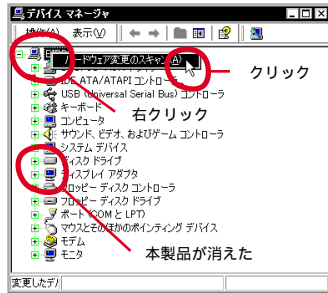 デバイス マネージャ
操作(A) 表示(V)
ハードウェア変更のスキャン(A)
クリック
IDE ATA/ATAPI コントローラ
USB (Universal Serial Bus) コントローラ
キーボード
右クリック
コンピュータ
サウンド、ビデオ、およびゲーム コントローラ
システム デバイス
ディスク ドライブ
ディスプレイ アダプタ
フロッピー ディスク コントローラ
フロッピー ディスク ドライブ
ポート (COM と LPT)
マウスとそのほかのポインティング デバイス
本製品が消えた
モデム
モニタ
変更したデバ